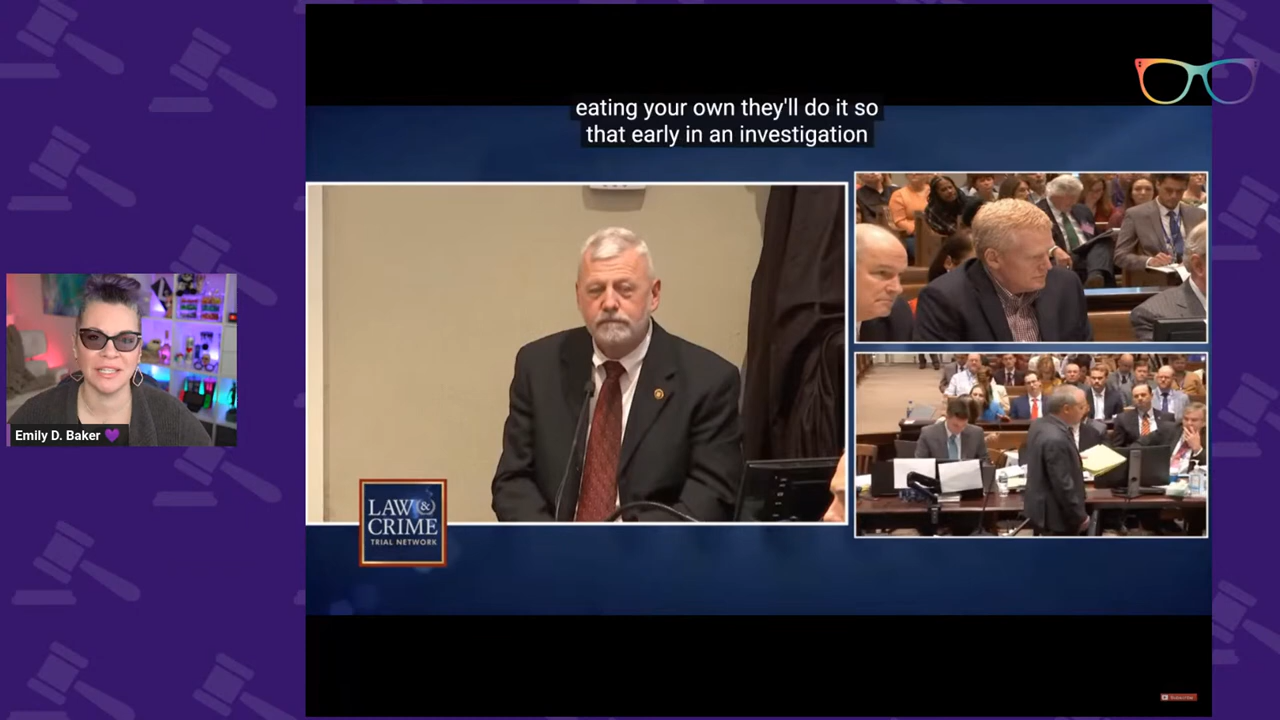 eating your own they'll do it so
that early in an investigation
Emily D. Baker 💜
LAW &
CRIME
TRIAL NETWORK